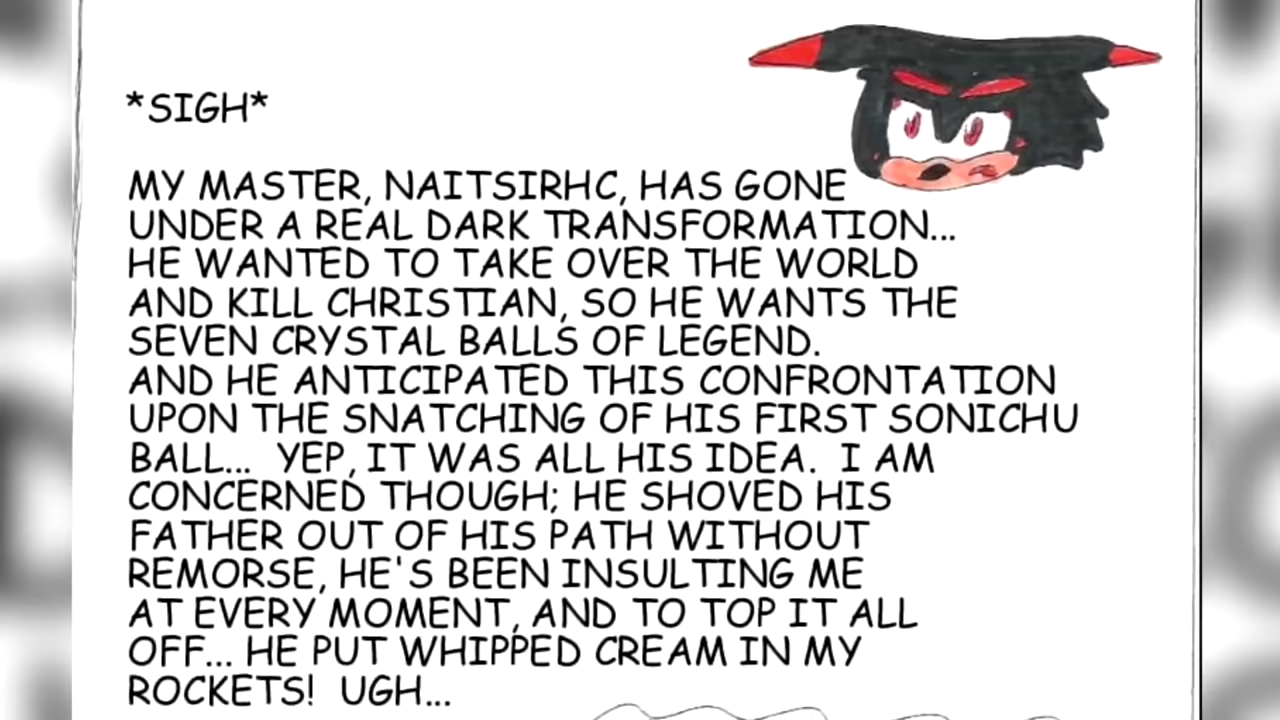 *SIGH*
MY MASTER, NAITSIRHC, HAS GONE
UNDER A REAL DARK TRANSFORMATION...
HE WANTED TO TAKE OVER THE WORLD
AND KILL CHRISTIAN, SO HE WANTS THE
SEVEN CRYSTAL BALLS OF LEGEND.
AND HE ANTICIPATED THIS CONFRONTATION
UPON THE SNATCHING OF HIS FIRST SONICHU
BALL... YEP, IT WAS ALL HIS IDEA. I AM
CONCERNED THOUGH; HE SHOVED HIS
FATHER OUT OF HIS PATH WITHOUT
REMORSE, HE'S BEEN INSULTING ME
AT EVERY MOMENT, AND TO TOP IT ALL
OFF... HE PUT WHIPPED CREAM IN MY
ROCKETS! UGH...